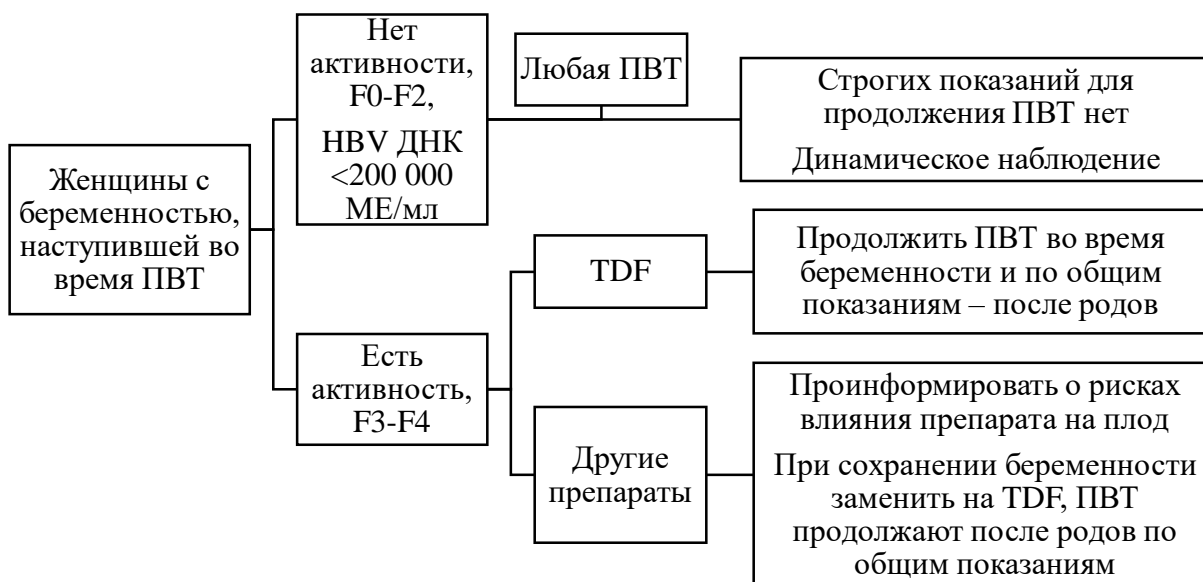 Женщины с
беременностью,
наступившей во
время ПВТ
Нет
активности,
F0-F2,
HBV ДНК
<200 000
МЕ/мл
Любая ПВТ
Строгих показаний для
продолжения ПВТ нет
Динамическое наблюдение
Есть
активность,
F3-F4
TDF
Продолжить ПВТ во время
беременности и по общим
показаниям – после родов
Другие
препараты
Проинформировать о рисках
влияния препарата на плод
При сохранении беременности
заменить на TDF, ПВТ
продолжают после родов по
общим показаниям